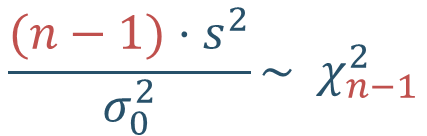 (n − 1) · s² / σ₀² ~ χ²ₙ₋₁